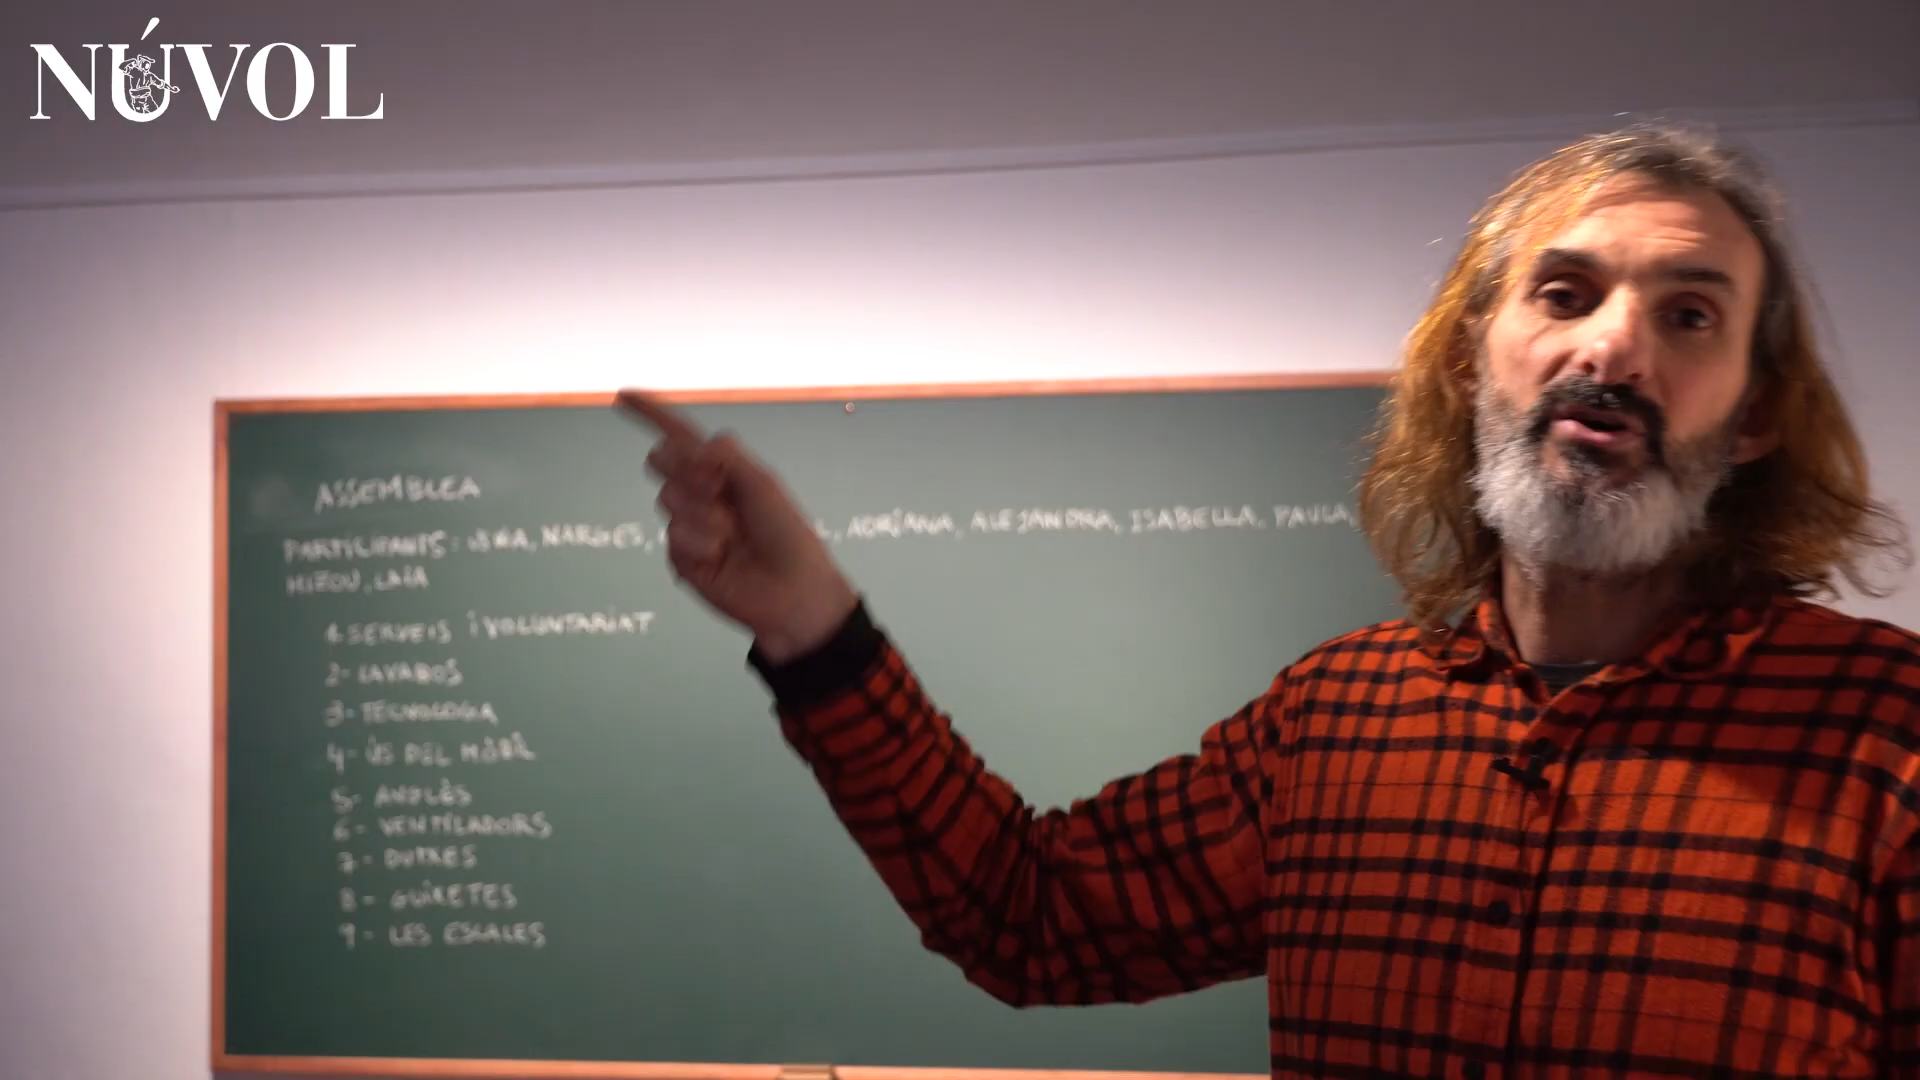 NÚVOL
ASSEMBLEA
PARTICIPANTS: NARGES, ADRIANA, ALEJANDRA, ISABELLA, PAULA,
LAIA
1- SERVEIS i VOLUNTARIAT
2- LAVABOS
3- TECNOLOGIA
4- ÚS DEL MÒBIL
5- ANGLÈS
6- VENTILADORS
7- DUTXES
8- GUIXETES
9- LES ESCALES